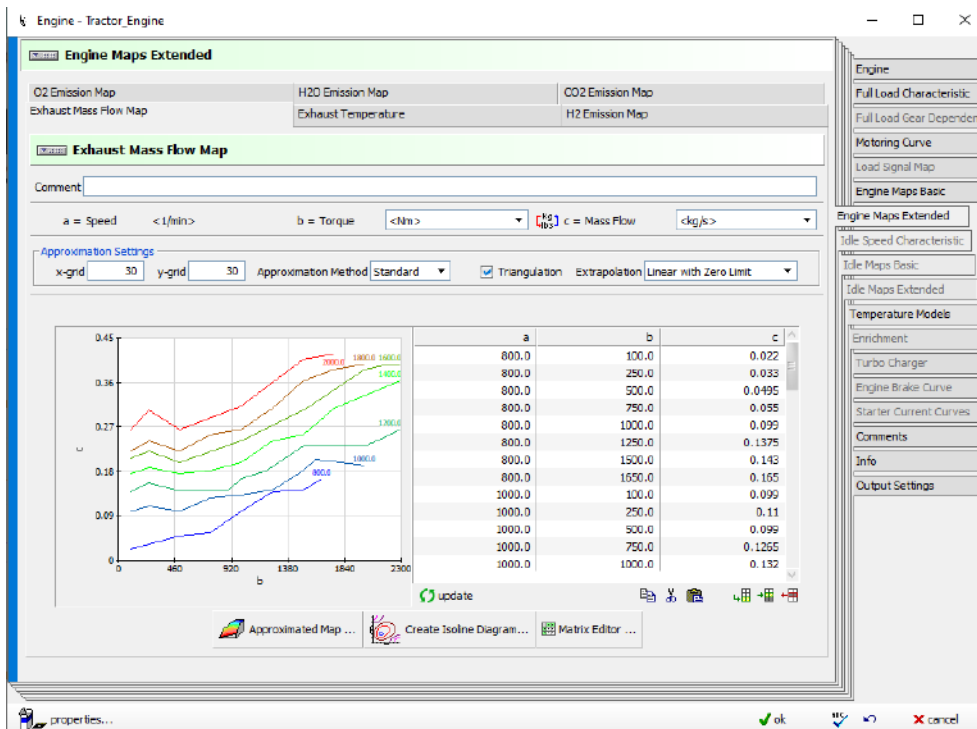 Engine - Tractor_Engine
Engine Maps Extended
O2 Emission Map H2O Emission Map CO2 Emission Map
Exhaust Mass Flow Map Exhaust Temperature H2 Emission Map
Exhaust Mass Flow Map
Comment
a = Speed <1/min> b = Torque <Nm> kg lbs c = Mass Flow <kg/s>
Approximation Settings
x-grid 30 y-grid 30 Approximation Method Standard Triangulation Extrapolation Linear with Zero Limit
a b c
800.0 100.0 0.022
800.0 250.0 0.033
800.0 500.0 0.0495
800.0 750.0 0.055
800.0 1000.0 0.099
800.0 1250.0 0.1375
800.0 1500.0 0.143
800.0 1650.0 0.165
1000.0 100.0 0.099
1000.0 250.0 0.11
1000.0 500.0 0.099
1000.0 750.0 0.1265
1000.0 1000.0 0.132
0.45
0.36
0.27
0.18
0.09
0
c
2000.0 1800.0 1600.0
1400.0
1200.0
1000.0
800.0
0 460 920 1380 1840 2300
b
update
Approximated Map ... Create Isoline Diagram... Matrix Editor ...
Engine
Full Load Characteristic
Full Load Gear Dependen
Motoring Curve
Load Signal Map
Engine Maps Basic
Engine Maps Extended
Idle Speed Characteristic
Idle Maps Basic
Idle Maps Extended
Temperature Models
Enrichment
Turbo Charger
Engine Brake Curve
Starter Current Curves
Comments
Info
Output Settings
properties... ok cancel